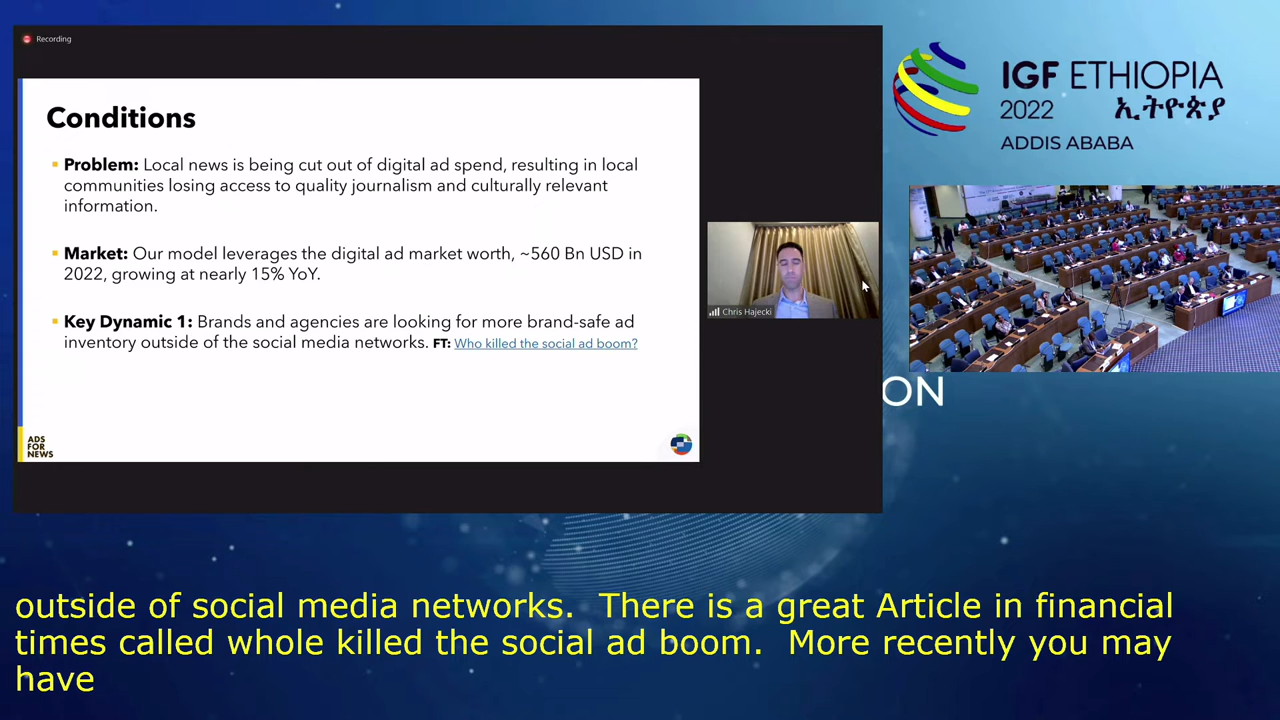 Recording
Conditions
▪ Problem: Local news is being cut out of digital ad spend, resulting in local
communities losing access to quality journalism and culturally relevant
information.
▪ Market: Our model leverages the digital ad market worth, ~560 Bn USD in
2022, growing at nearly 15% YoY.
▪ Key Dynamic 1: Brands and agencies are looking for more brand-safe ad
inventory outside of the social media networks. FT: Who killed the social ad boom?
ADS
FOR
NEWS
Chris Hajecki
IGF ETHIOPIA
2022 ኢትዮጵያ
ADDIS ABABA
ON
outside of social media networks.  There is a great Article in financial
times called whole killed the social ad boom.  More recently you may
have